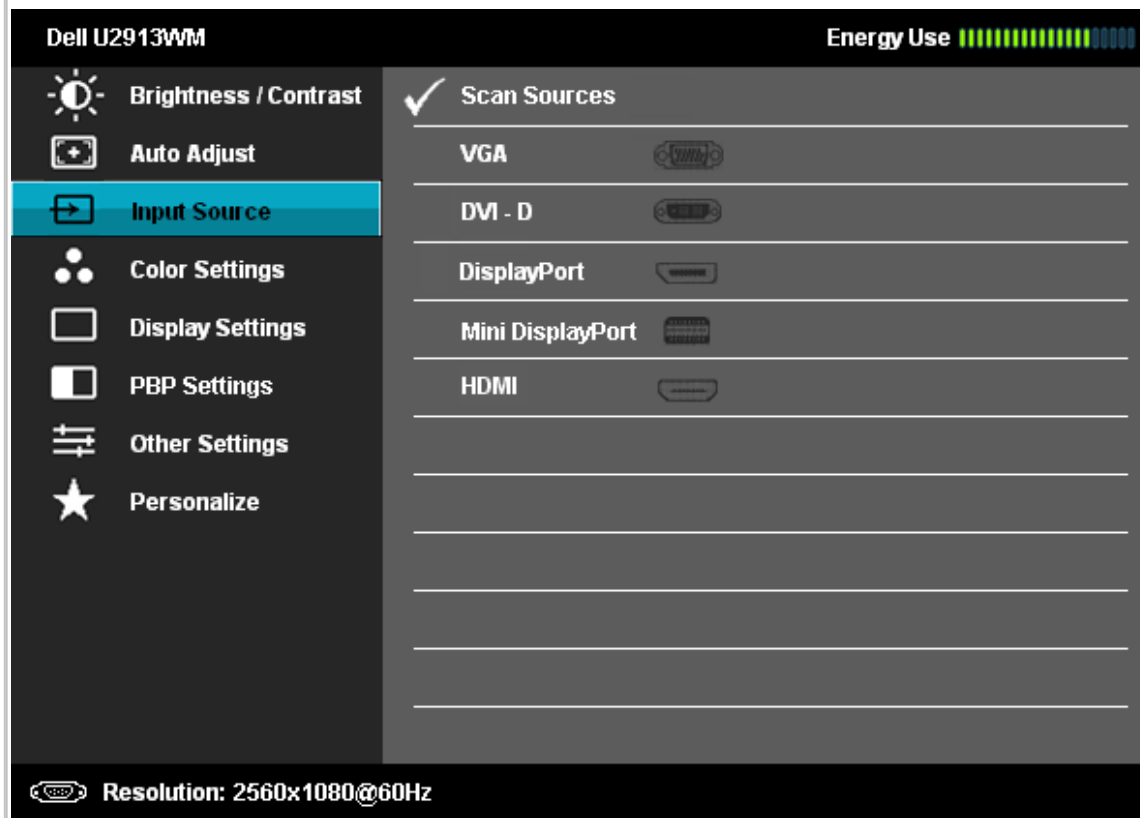 Dell U2913WM Energy Use
Brightness / Contrast Scan Sources
Auto Adjust VGA
Input Source DVI - D
Color Settings DisplayPort
Display Settings Mini DisplayPort
PBP Settings HDMI
Other Settings
Personalize
Resolution: 2560x1080@60Hz